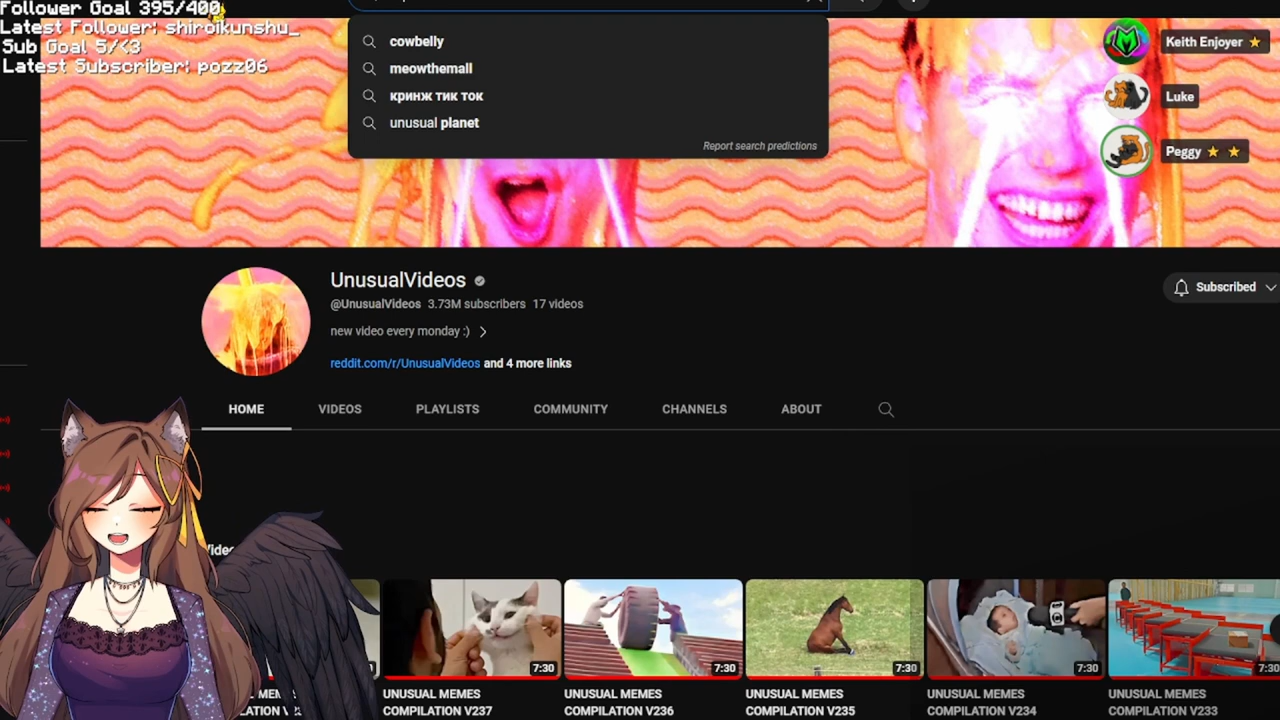 Follower Goal 395/400
Latest Follower: shiroikunshu_
Sub Goal 5/<3
Latest Subscriber: pozz06
cowbelly
meowthemall
кринж тик ток
unusual planet
Report search predictions
Keith Enjoyer
Luke
Peggy
UnusualVideos
@UnusualVideos 3.73M subscribers 17 videos
new video every monday :)
reddit.com/r/UnusualVideos and 4 more links
Subscribed
HOME VIDEOS PLAYLISTS COMMUNITY CHANNELS ABOUT
7:30 7:30 7:30 7:30 7:30
UNUSUAL MEMES
COMPILATION V237
UNUSUAL MEMES
COMPILATION V236
UNUSUAL MEMES
COMPILATION V235
UNUSUAL MEMES
COMPILATION V234
UNUSUAL MEMES
COMPILATION V233